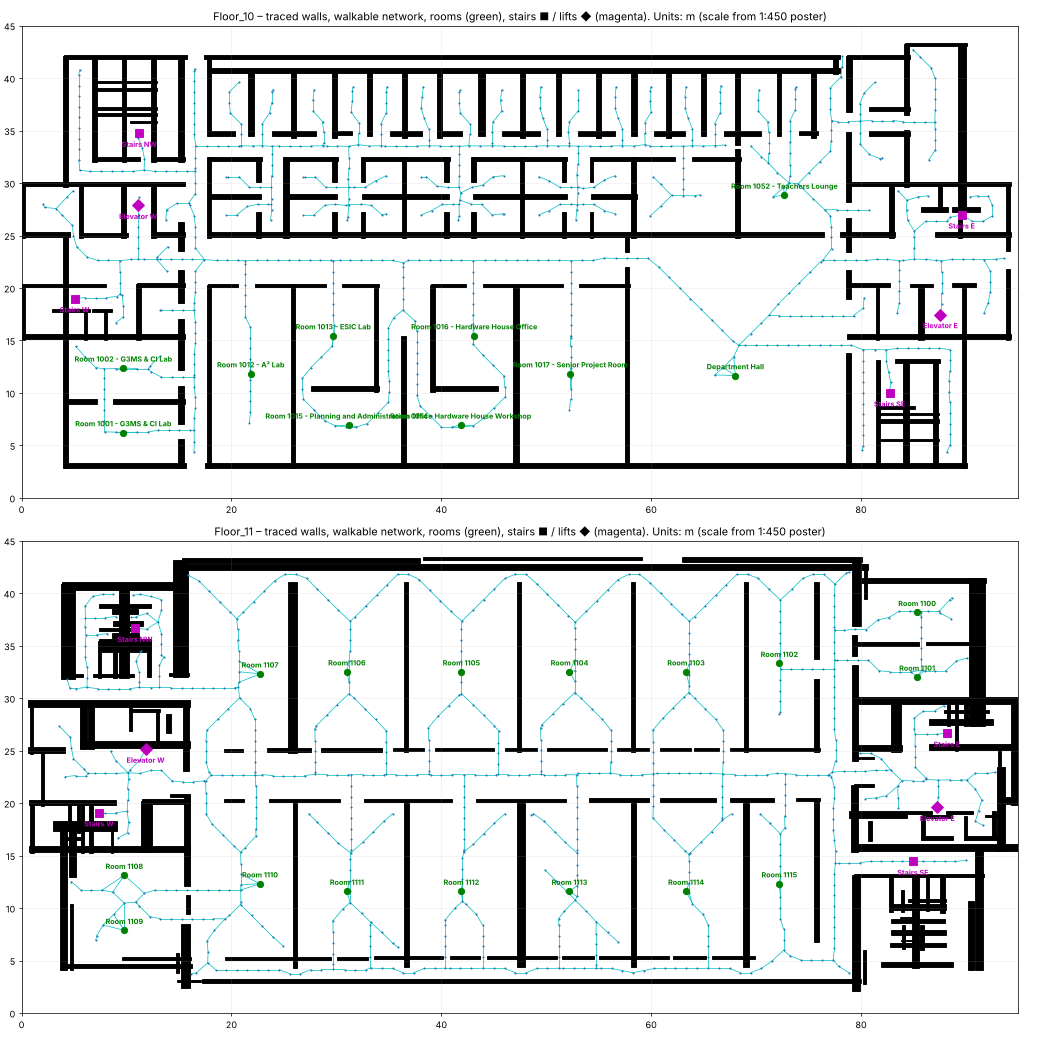 Floor_10 – traced walls, walkable network, rooms (green), stairs ■ / lifts ◆ (magenta). Units: m (scale from 1:450 poster)
45
40
35
30
25
20
15
10
5
0
Stairs NW
Room 1052 - Teachers Lounge
Elevator W
Stairs E
Stairs W
Room 1013 - ESIC Lab
Room 1016 - Hardware House Office
Elevator E
Room 1002 - G3MS & CI Lab
Room 1012 - A² Lab
Room 1017 - Senior Project Room
Department Hall
Stairs SE
Room 1015 - Planning and Administration Office
Hardware House Workshop
Room 1001 - G3MS & CI Lab
0 20 40 60 80
Floor_11 – traced walls, walkable network, rooms (green), stairs ■ / lifts ◆ (magenta). Units: m (scale from 1:450 poster)
45
40
35
30
25
20
15
10
5
0
Room 1100
Stairs NW
Room 1107
Room 1106
Room 1105
Room 1104
Room 1103
Room 1102
Room 1101
Elevator W
Stairs E
Stairs W
Elevator E
Room 1108
Room 1110
Room 1111
Room 1112
Room 1113
Room 1114
Room 1115
Stairs SE
Room 1109
0 20 40 60 80